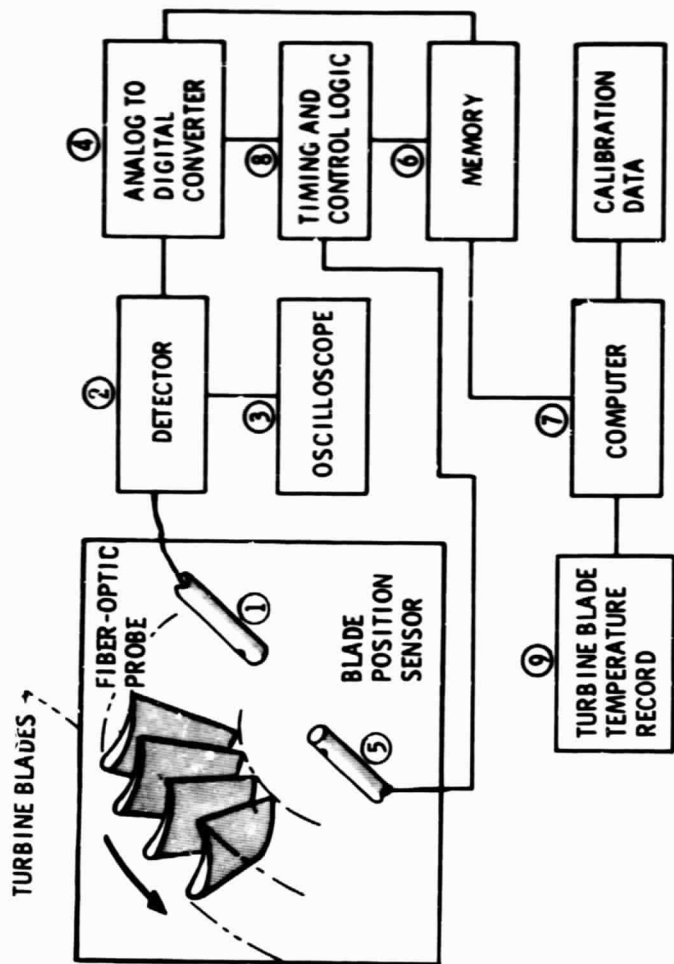 TURBINE BLADES
FIBER-OPTIC
PROBE
①
BLADE
POSITION
SENSOR
⑤
②
DETECTOR
③
OSCILLOSCOPE
④
ANALOG TO
DIGITAL
CONVERTER
⑧
TIMING AND
CONTROL LOGIC
⑥
MEMORY
⑨
TURBINE BLADE
TEMPERATURE
RECORD
⑦
COMPUTER
CALIBRATION
DATA